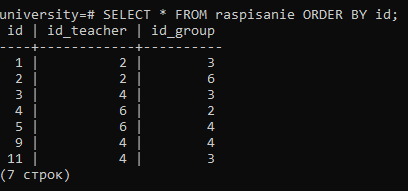 university=# SELECT * FROM raspisanie ORDER BY id;
 id | id_teacher | id_group
----+------------+----------
  1 |          2 |        3
  2 |          2 |        6
  3 |          4 |        3
  4 |          6 |        2
  5 |          6 |        4
  9 |          4 |        4
 11 |          4 |        3
(7 строк)